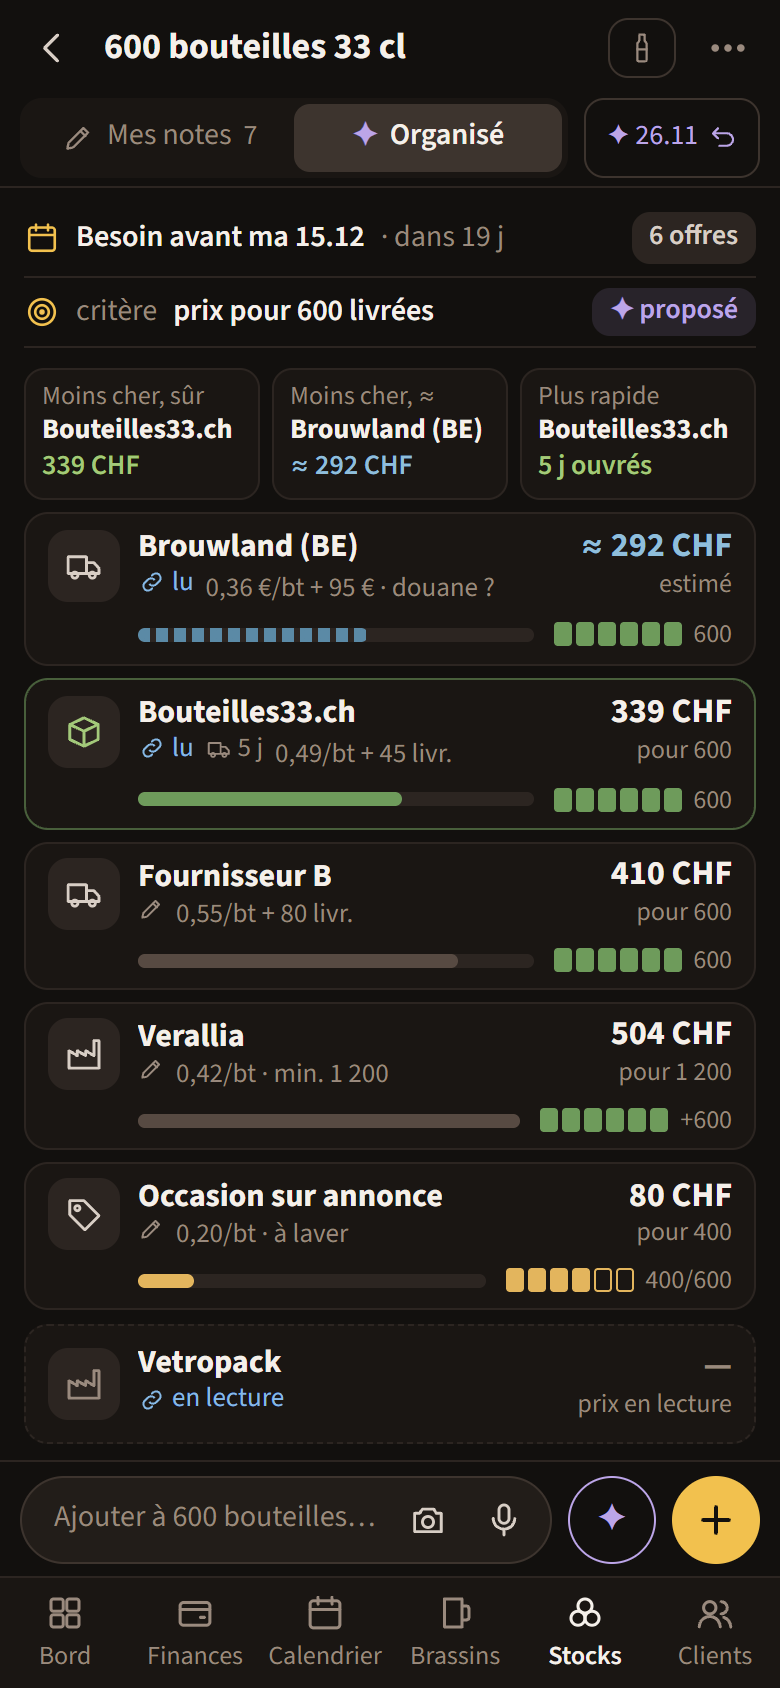 600 bouteilles 33 cl
Mes notes 7
Organisé
26.11
Besoin avant ma 15.12 · dans 19 j
6 offres
critère prix pour 600 livrées
proposé
Moins cher, sûr
Bouteilles33.ch
339 CHF
Moins cher, ≈
Brouwland (BE)
≈ 292 CHF
Plus rapide
Bouteilles33.ch
5 j ouvrés
Brouwland (BE)
≈ 292 CHF
lu 0,36 €/bt + 95 € · douane ?
estimé
600
Bouteilles33.ch
339 CHF
lu 5 j 0,49/bt + 45 livr.
pour 600
600
Fournisseur B
410 CHF
0,55/bt + 80 livr.
pour 600
600
Verallia
504 CHF
0,42/bt · min. 1 200
pour 1 200
+600
Occasion sur annonce
80 CHF
0,20/bt · à laver
pour 400
400/600
Vetropack
—
en lecture
prix en lecture
Ajouter à 600 bouteilles…
Bord
Finances
Calendrier
Brassins
Stocks
Clients